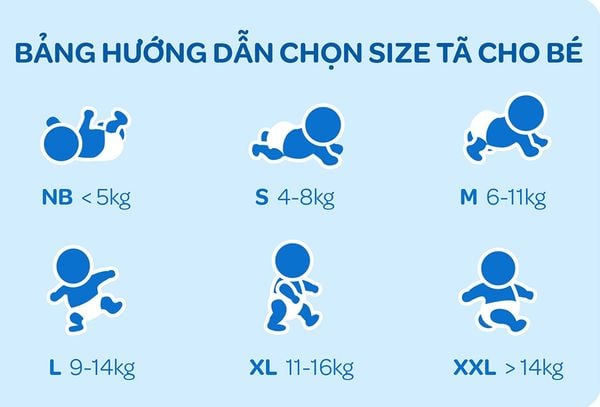 BẢNG HƯỚNG DẪN CHỌN SIZE TÃ CHO BÉ
NB < 5kg
S 4-8kg
M 6-11kg
L 9-14kg
XL 11-16kg
XXL > 14kg